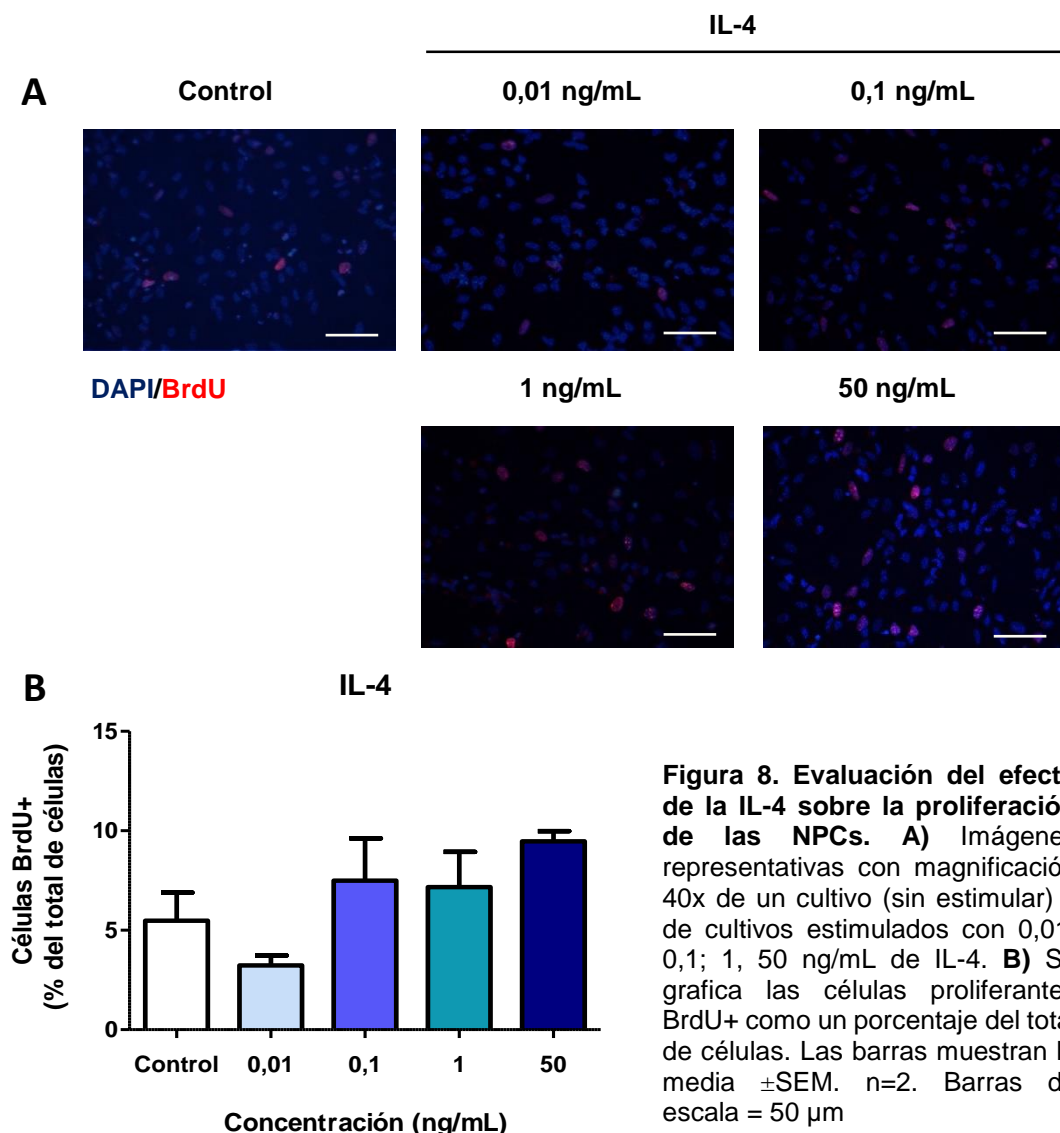 IL-4
A
Control
0,01 ng/mL
0,1 ng/mL
DAPI/BrdU
1 ng/mL
50 ng/mL
B
IL-4
Células BrdU+
(% del total de células)
15
10
5
0
Control 0,01 0,1 1 50
Concentración (ng/mL)
Figura 8. Evaluación del efect
de la IL-4 sobre la proliferación
de las NPCs. A) Imágene
representativas con magnificación
40x de un cultivo (sin estimular)
de cultivos estimulados con 0,01
0,1; 1, 50 ng/mL de IL-4. B) S
grafica las células proliferante
BrdU+ como un porcentaje del tota
de células. Las barras muestran l
media ±SEM. n=2. Barras d
escala = 50 µm